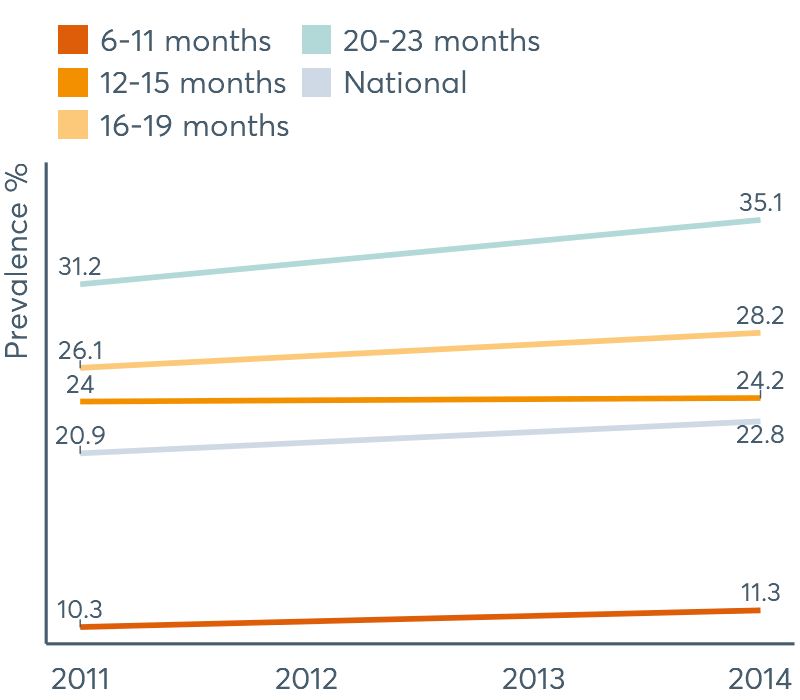 6-11 months
12-15 months
16-19 months
20-23 months
National
Prevalence %
31.2
35.1
26.1
28.2
24
24.2
20.9
22.8
10.3
11.3
2011
2012
2013
2014